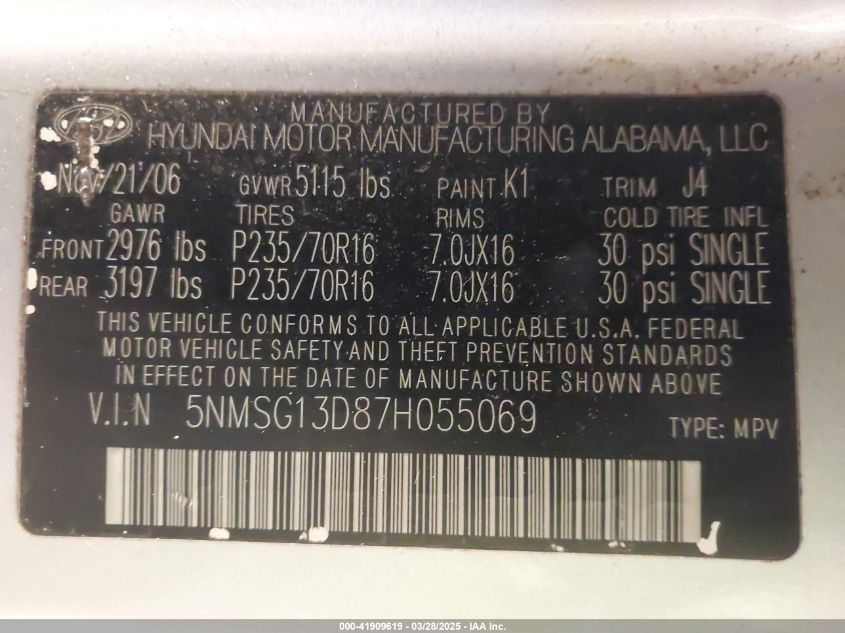 MANUFACTURED BY
HYUNDAI MOTOR MANUFACTURING ALABAMA, LLC
NOV/21/06 GVWR 5115 lbs PAINT K1 TRIM J4
GAWR TIRES RIMS COLD TIRE INFL
FRONT 2976 lbs P235/70R16 7.0JX16 30 psi SINGLE
REAR 3197 lbs P235/70R16 7.0JX16 30 psi SINGLE
THIS VEHICLE CONFORMS TO ALL APPLICABLE U.S.A. FEDERAL
MOTOR VEHICLE SAFETY AND THEFT PREVENTION STANDARDS
IN EFFECT ON THE DATE OF MANUFACTURE SHOWN ABOVE.
V.I.N 5NMSG13D87H055069 TYPE: MPV
000-41909619 - 03/28/2025 - IAA Inc.